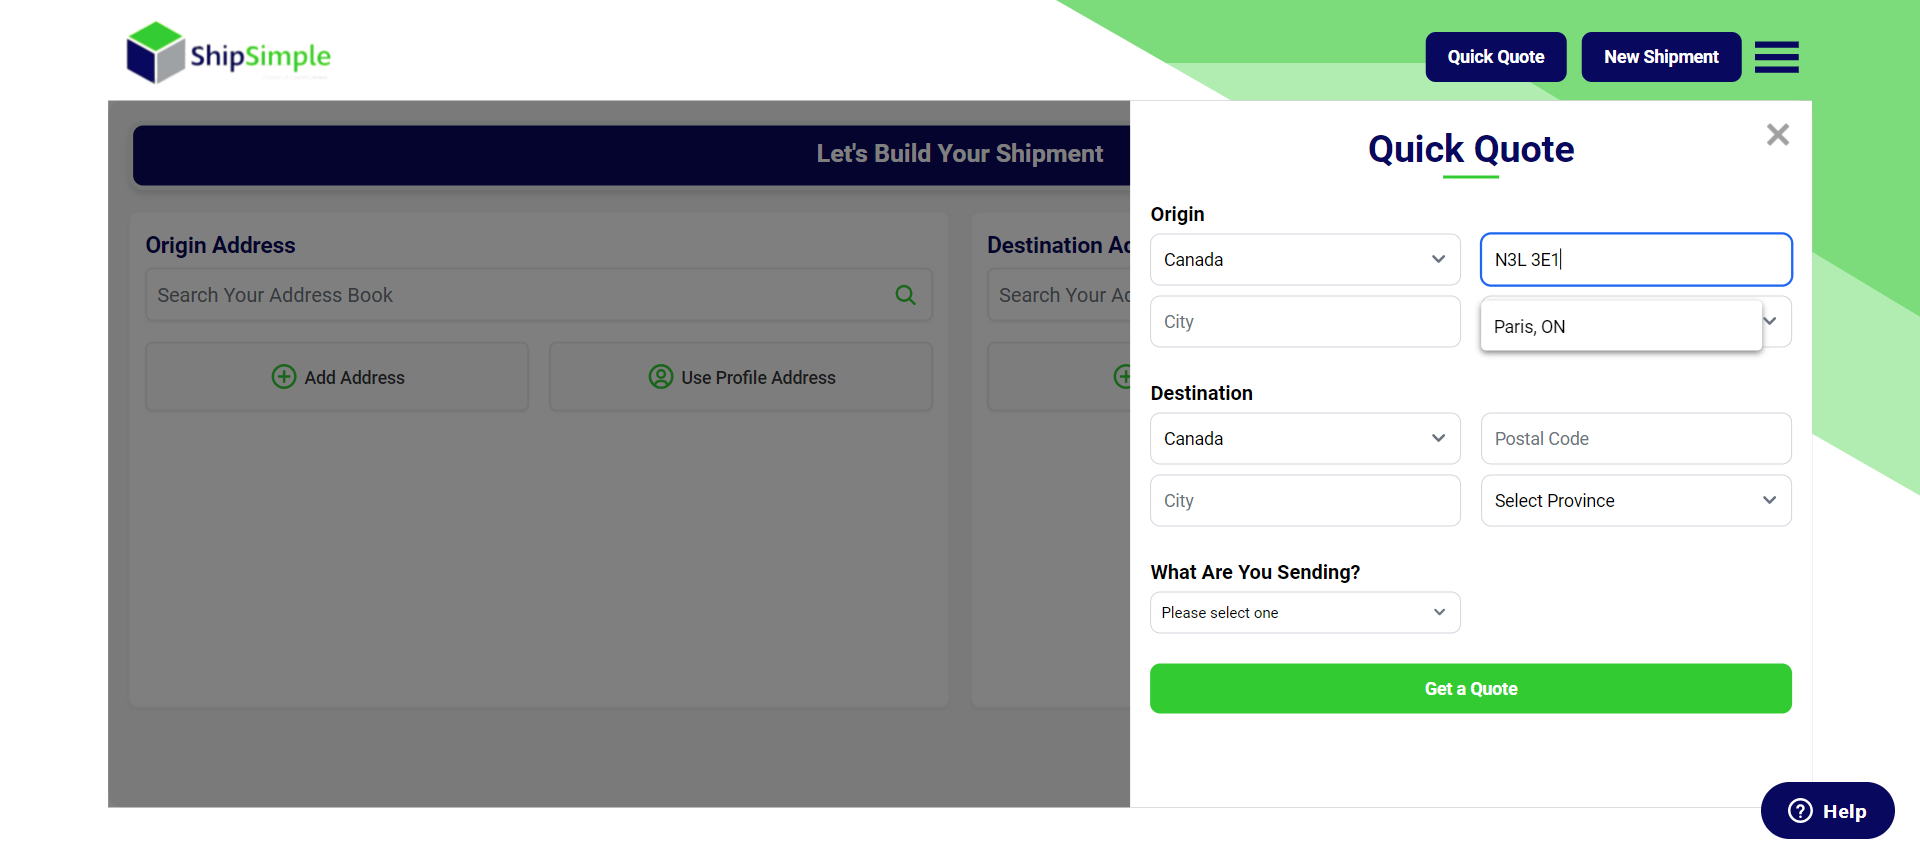 ShipSimple
Quick Quote
New Shipment
Let's Build Your Shipment
Origin Address
Search Your Address Book
Add Address
Use Profile Address
Destination Ad
Search Your Ad
Quick Quote
Origin
Canada
N3L 3E1
City
Paris, ON
Destination
Canada
Postal Code
City
Select Province
What Are You Sending?
Please select one
Get a Quote
Help